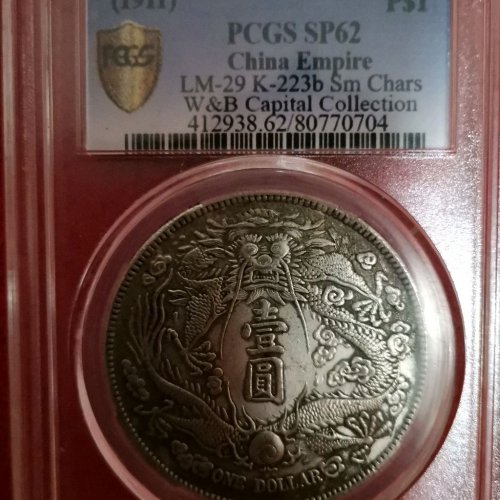 (1911) P$1
PCGS SP62
China Empire
LM-29 K-223b Sm Chars
W&B Capital Collection
412938.62/80770704
PCGS
壹
圓
ONE DOLLAR